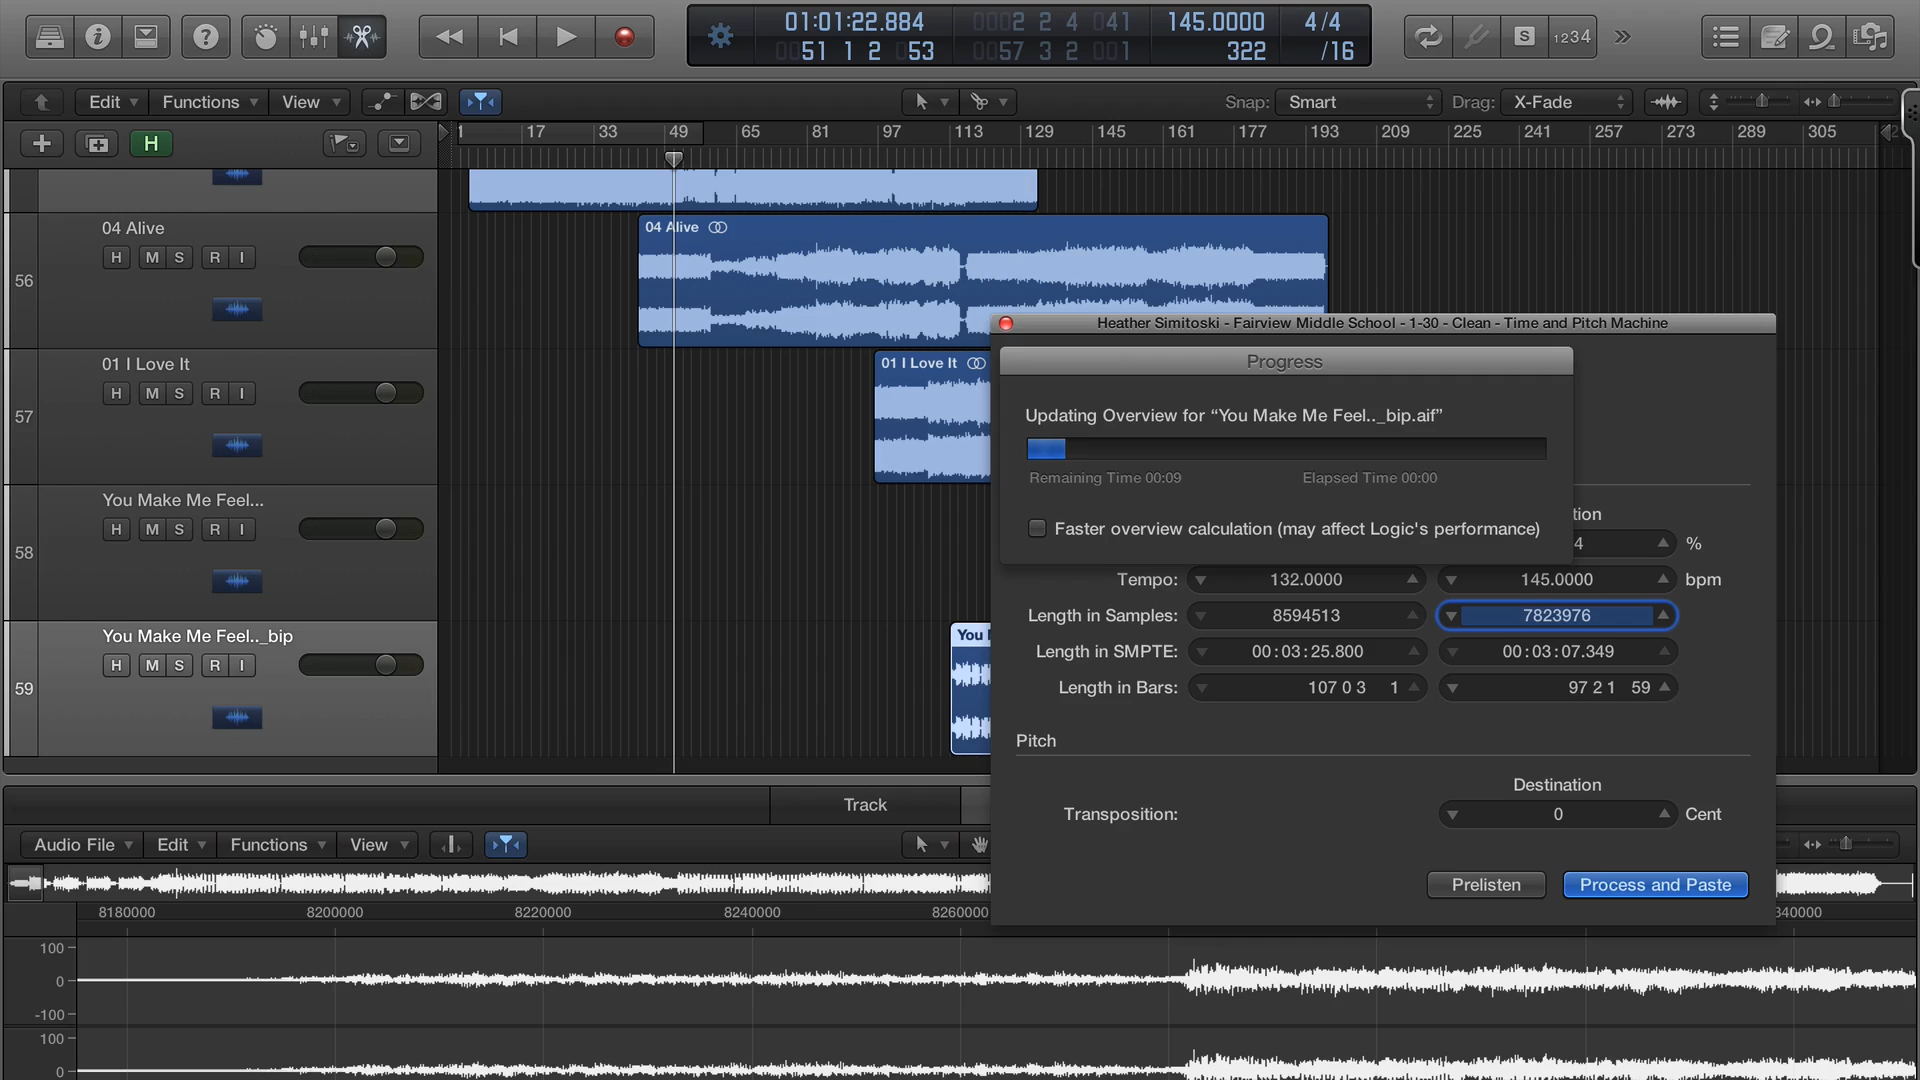 1234
01:01:22.884
0051 1 2 053
0002 2 4 041
0057 3 2 001
145.0000
322
4/4
/16
S
Edit
Functions
View
Snap: Smart
Drag: X-Fade
H
1 17 33 49 65 81 97 113 129 145 161 177 193 209 225 241 257 273 289 305
04 Alive
H M S R I
56
04 Alive
01 I Love It
H M S R I
57
01 I Love It
You Make Me Feel...
H M S R I
58
You Make Me Feel.._bip
H M S R I
59
You
Heather Simitoski - Fairview Middle School - 1-30 - Clean - Time and Pitch Machine
Progress
Updating Overview for “You Make Me Feel.._bip.aif”
Remaining Time 00:09
Elapsed Time 00:00
Faster overview calculation (may affect Logic's performance)
tion
4 %
Tempo: 132.0000 145.0000 bpm
Length in Samples: 8594513 7823976
Length in SMPTE: 00:03:25.800 00:03:07.349
Length in Bars: 107 0 3 1 97 2 1 59
Pitch
Destination
Transposition: 0 Cent
Prelisten
Process and Paste
Track
Audio File
Edit
Functions
View
8180000 8200000 8220000 8240000 8260000 340000
100
0
-100
100
0